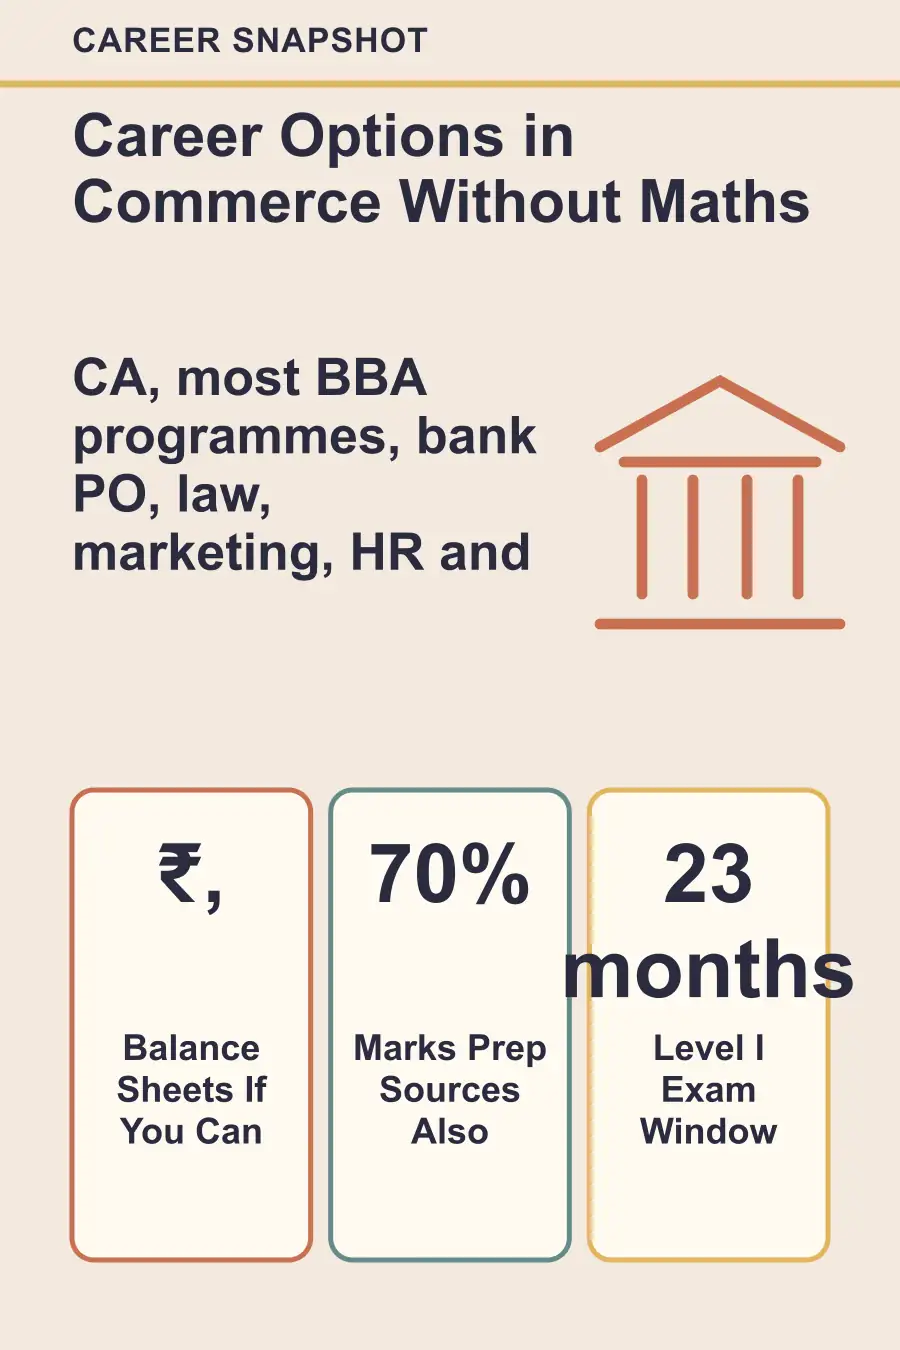 CAREER SNAPSHOT
Career Options in
Commerce Without Maths
CA, most BBA
programmes, bank
PO, law,
marketing, HR and
₹,
Balance
Sheets If
You Can
70%
Marks Prep
Sources
Also
23
months
Level I
Exam
Window